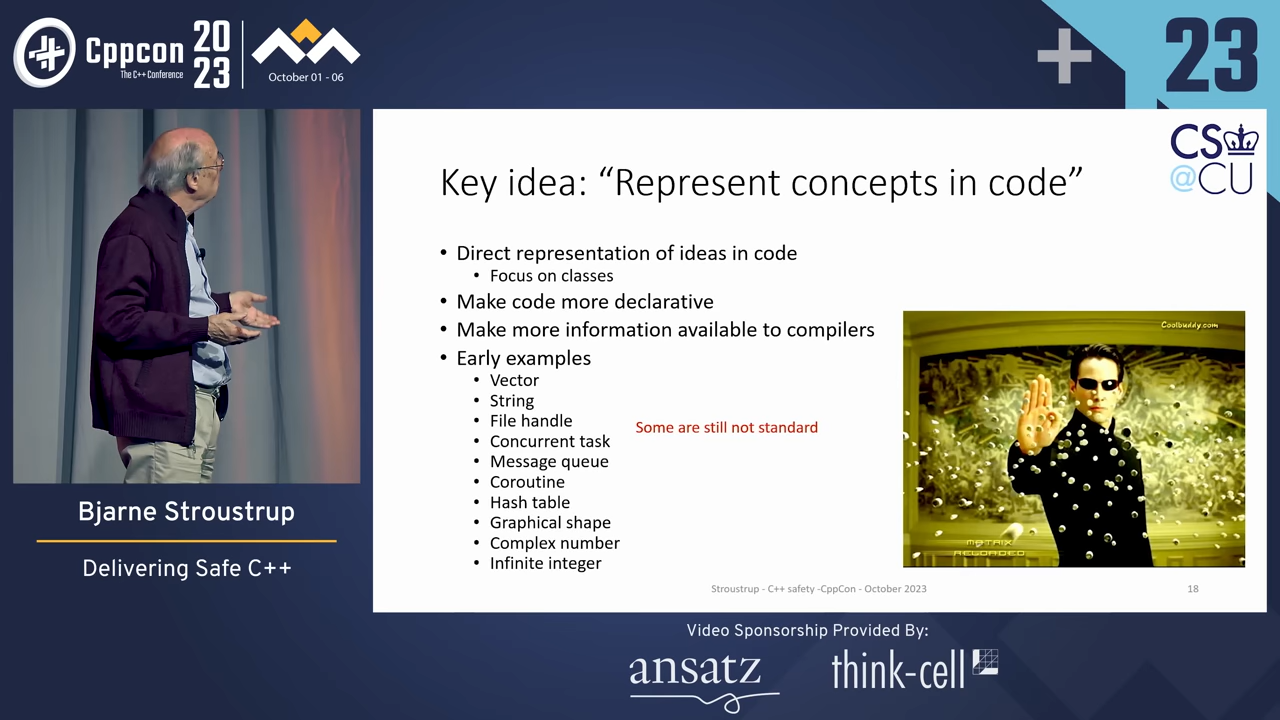 Cppcon
The C++ Conference
20
23
October 01 - 06
+
23
CS
@CU
Key idea: “Represent concepts in code”
• Direct representation of ideas in code
• Focus on classes
• Make code more declarative
• Make more information available to compilers
• Early examples
• Vector
• String
• File handle
• Concurrent task
• Message queue
• Coroutine
• Hash table
• Graphical shape
• Complex number
• Infinite integer
Some are still not standard
Coolbuddy.com
MATRIX
RELOADED
Stroustrup - C++ safety -CppCon - October 2023
18
Bjarne Stroustrup
Delivering Safe C++
Video Sponsorship Provided By:
ansatz
think-cell